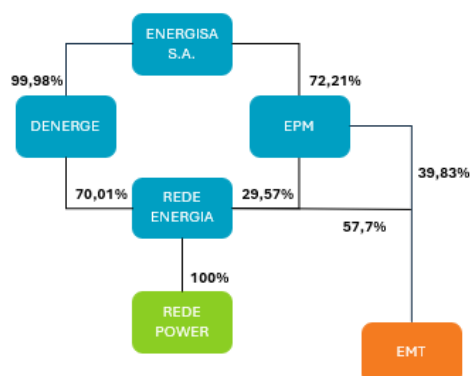 ENERGISA
S.A.
99,98%
72,21%
DENERGE
EPM
70,01%
REDE
ENERGIA
29,57%
39,83%
57,7%
100%
REDE
POWER
EMT